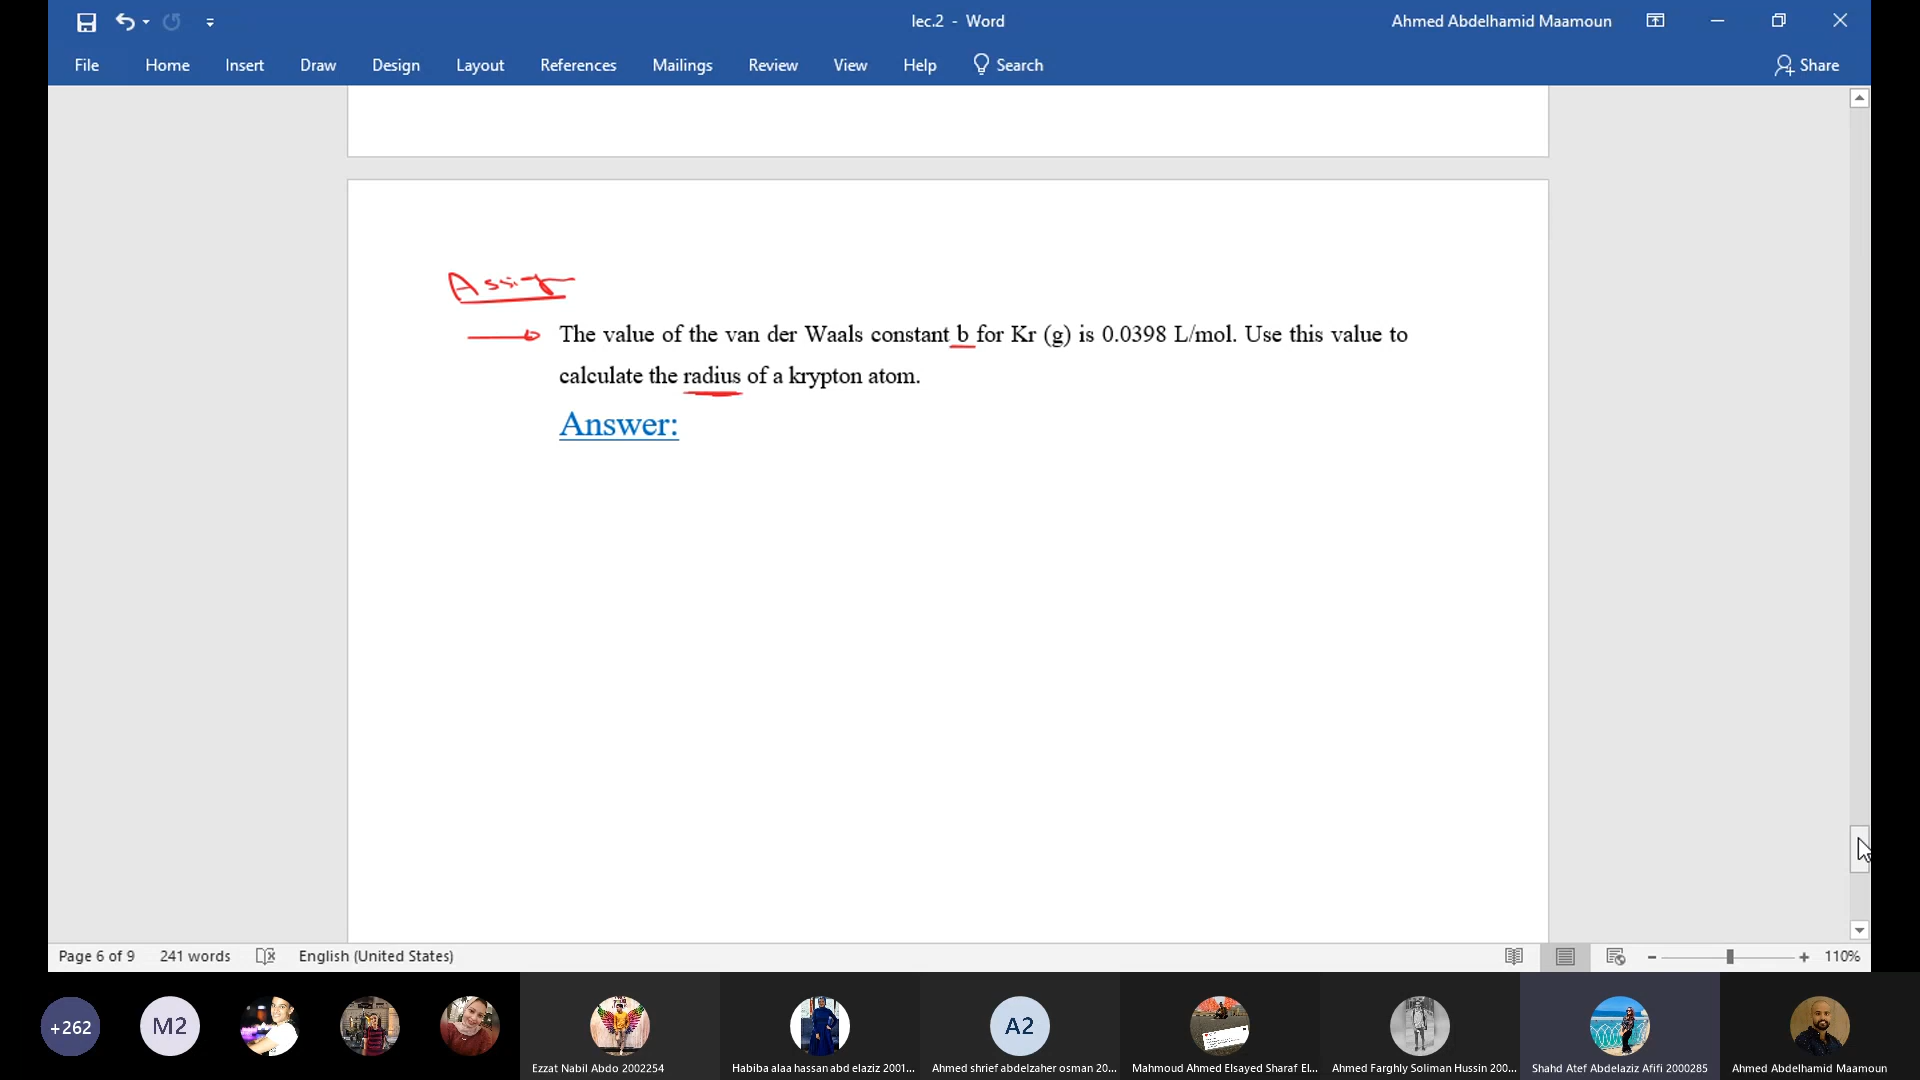 lec.2 - Word
Ahmed Abdelhamid Maamoun
File Home Insert Draw Design Layout References Mailings Review View Help Search Share
Assign
The value of the van der Waals constant b for Kr (g) is 0.0398 L/mol. Use this value to
calculate the radius of a krypton atom.
Answer:
Page 6 of 9 241 words English (United States) 110%
+262 M2 A2
Ezzat Nabil Abdo 2002254 Habiba alaa hassan abd elaziz 2001... Ahmed shrief abdelzaher osman 20... Mahmoud Ahmed Elsayed Sharaf El... Ahmed Farghly Soliman Hussin 200... Shahd Atef Abdelaziz Afifi 2000285 Ahmed Abdelhamid Maamoun